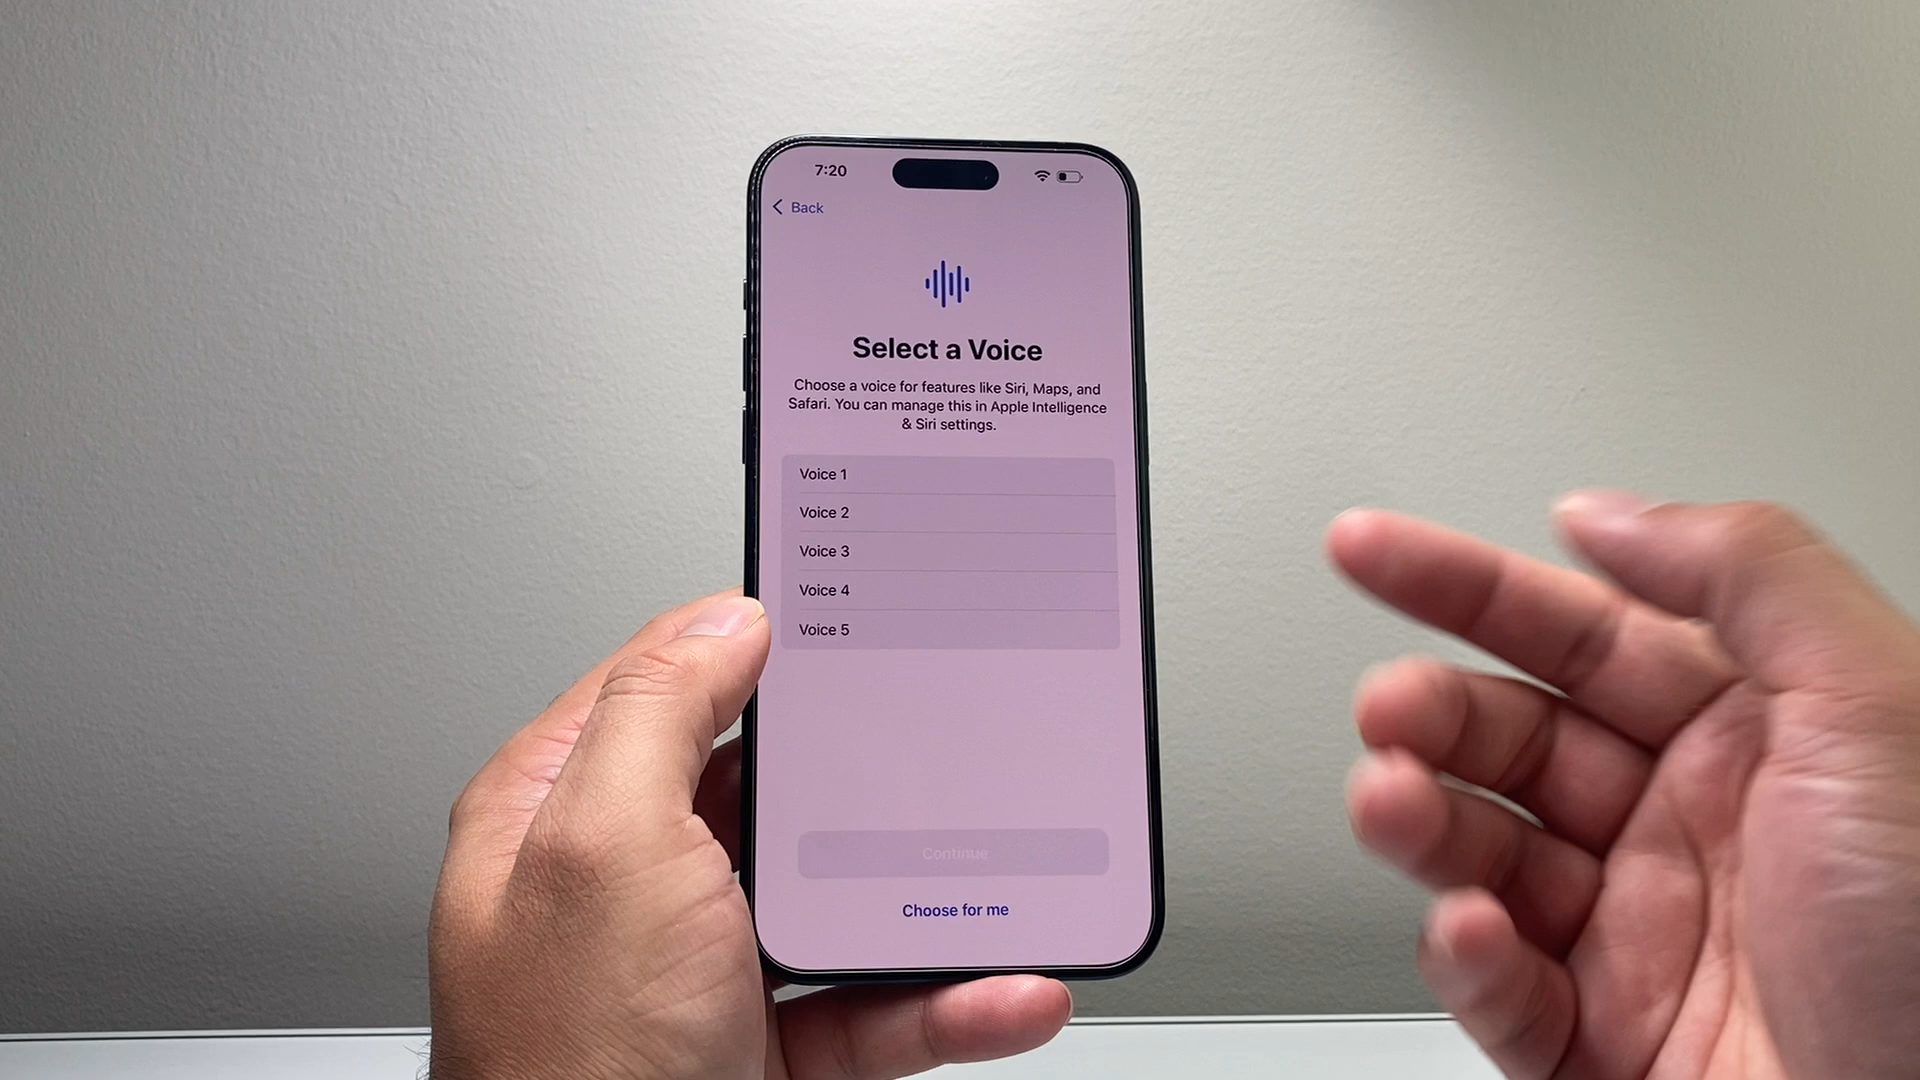 7:20
Back
Select a Voice
Choose a voice for features like Siri, Maps, and
Safari. You can manage this in Apple Intelligence
& Siri settings.
Voice 1
Voice 2
Voice 3
Voice 4
Voice 5
Continue
Choose for me